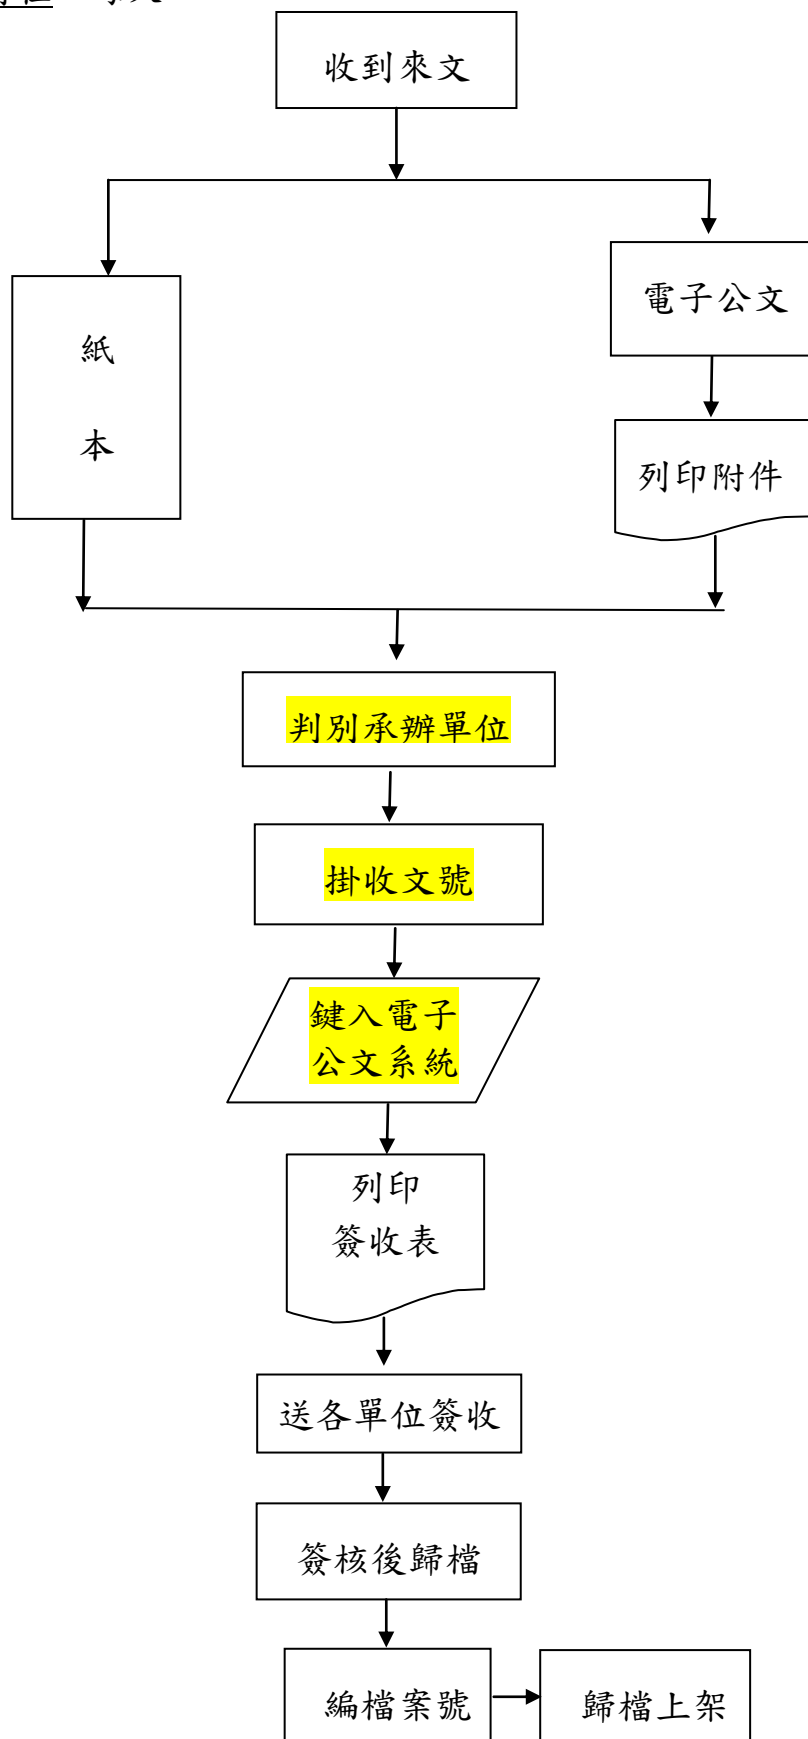 收到來文
電子公文
紙
本
列印附件
判別承辦單位
掛收文號
鍵入電子
公文系統
列印
簽收表
送各單位簽收
簽核後歸檔
編檔案號
歸檔上架